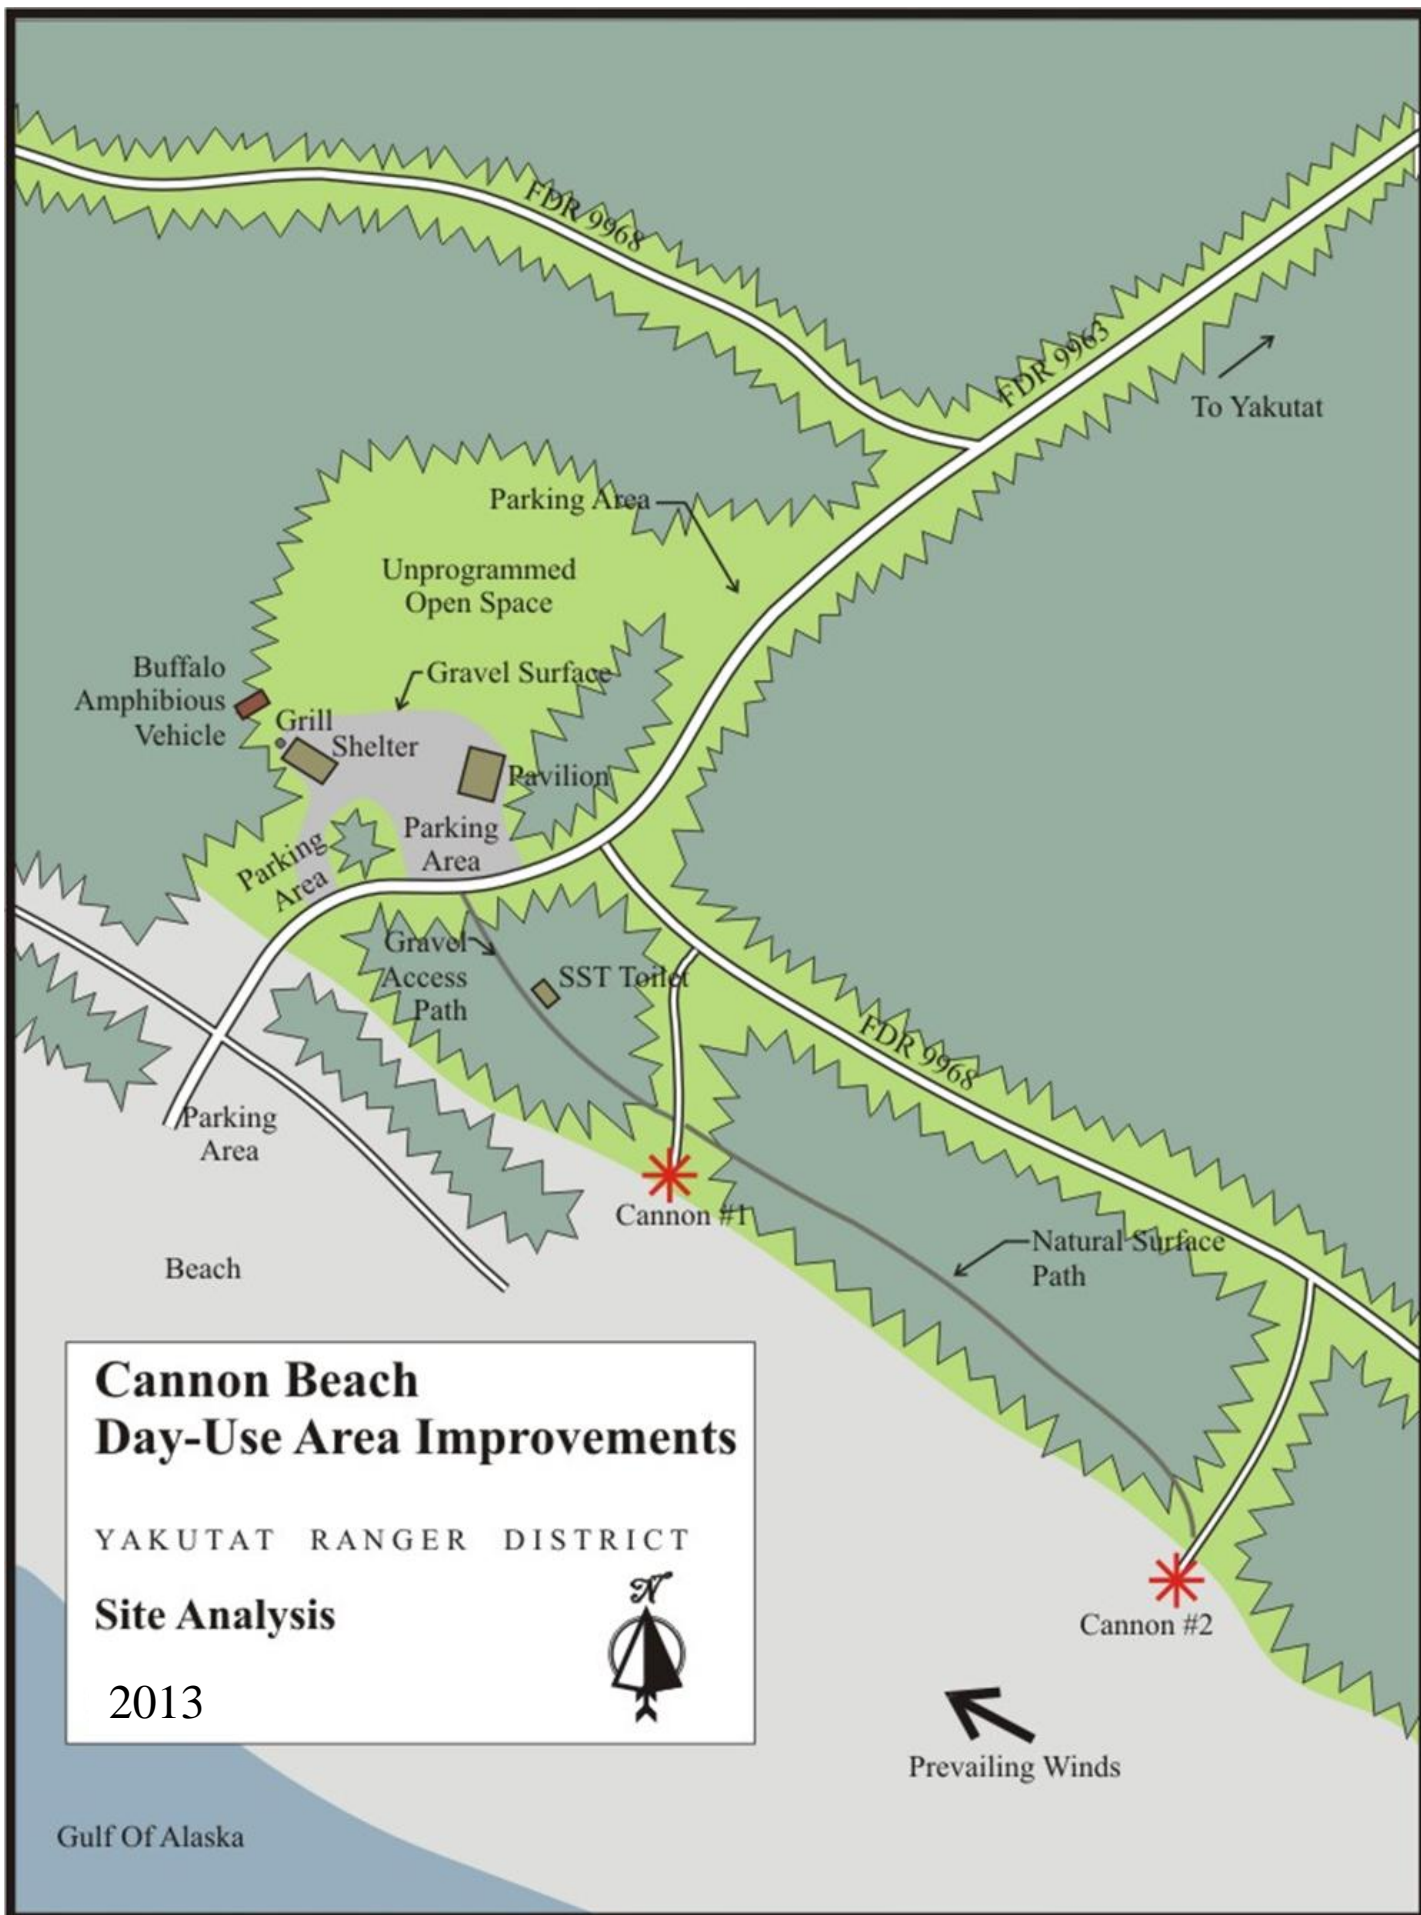 FDR 9968
FDR 9963
To Yakutat
Parking Area
Unprogrammed
Open Space
Buffalo
Amphibious
Vehicle
Gravel Surface
Grill
Shelter
Pavilion
Parking
Area
Parking
Area
Gravel
Access
Path
SST Toilet
FDR 9968
Parking
Area
Cannon #1
Natural Surface
Path
Beach
Cannon Beach
Day-Use Area Improvements
YAKUTAT RANGER DISTRICT
Site Analysis
N
2013
Cannon #2
Prevailing Winds
Gulf Of Alaska